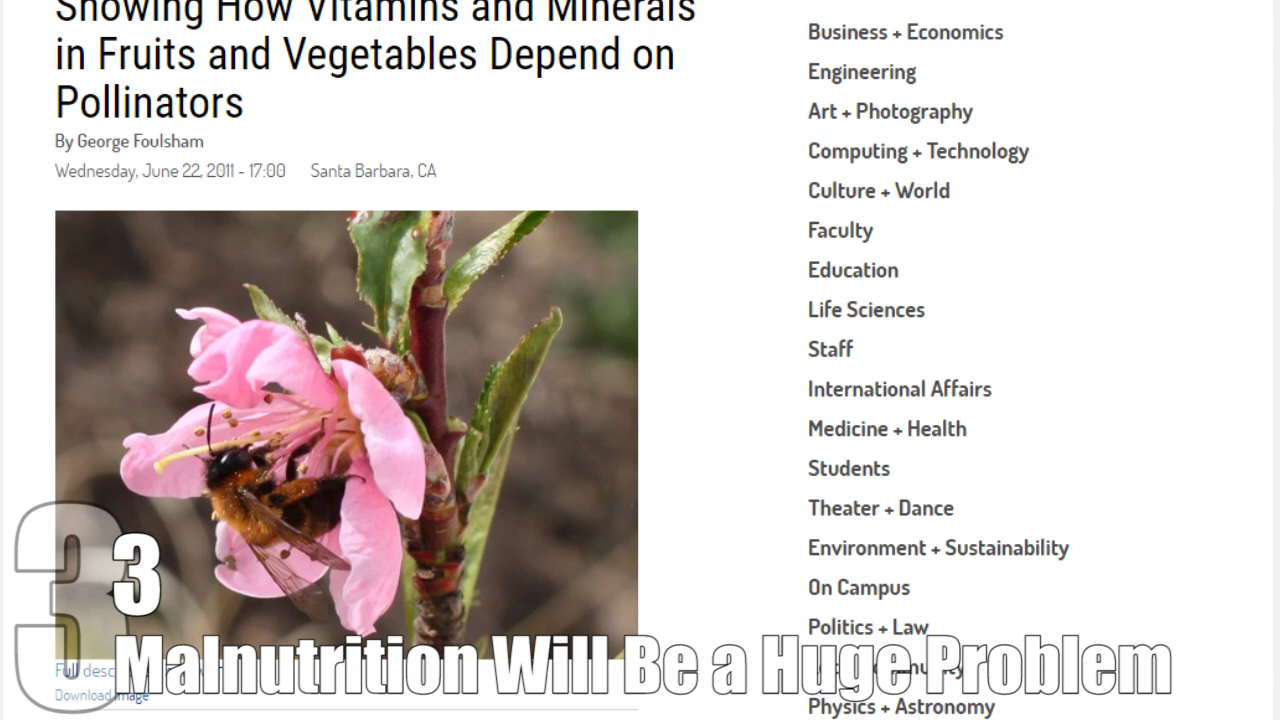 Showing How Vitamins and Minerals
in Fruits and Vegetables Depend on
Pollinators
By George Foulsham
Wednesday, June 22, 2011 - 17:00 Santa Barbara, CA
Full desc
Download Image
Business + Economics
Engineering
Art + Photography
Computing + Technology
Culture + World
Faculty
Education
Life Sciences
Staff
International Affairs
Medicine + Health
Students
Theater + Dance
Environment + Sustainability
On Campus
Politics + Law
Physics + Astronomy
3
3
Malnutrition Will Be a Huge Problem